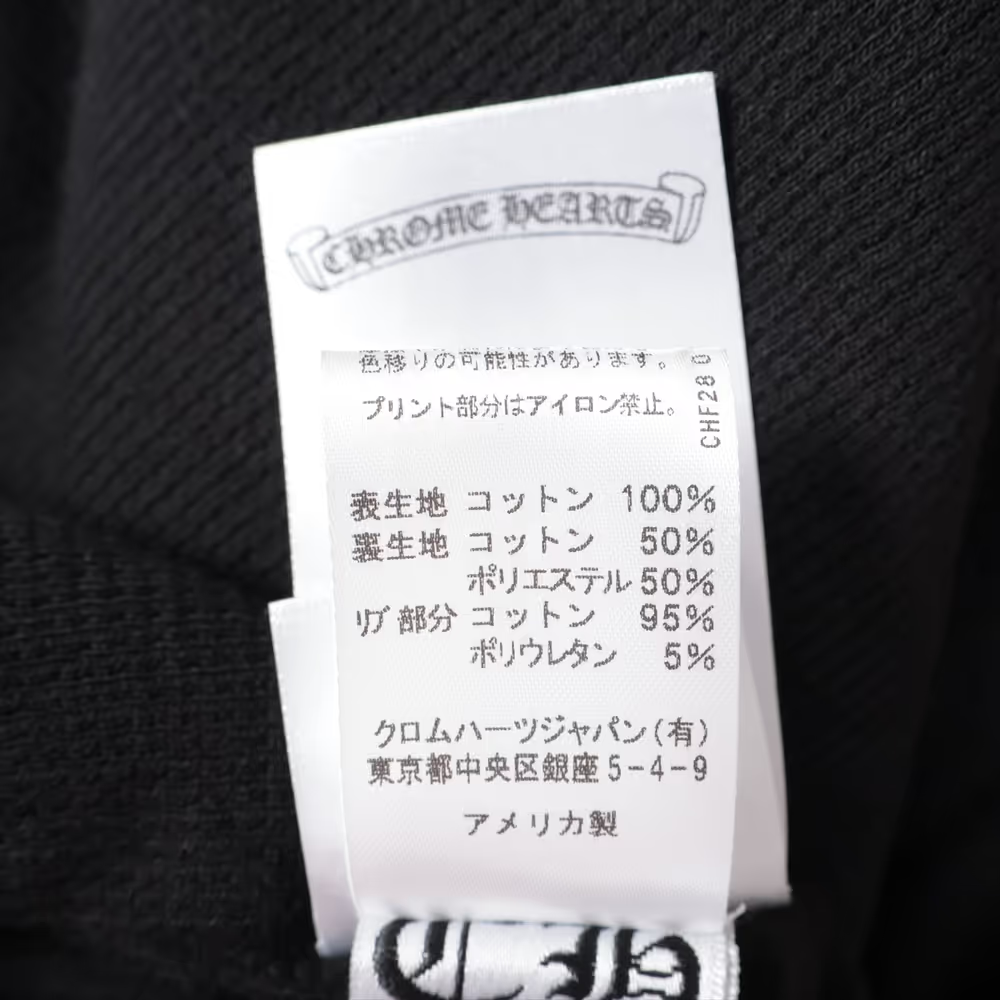 CHROME HEARTS
色移りの可能性があります。
プリント部分はアイロン禁止。
CHF28
表生地 コットン 100%
裏生地 コットン 50%
ポリエステル 50%
リブ部分 コットン 95%
ポリウレタン 5%
クロムハーツジャパン(有)
東京都中央区銀座5-4-9
アメリカ製
CH